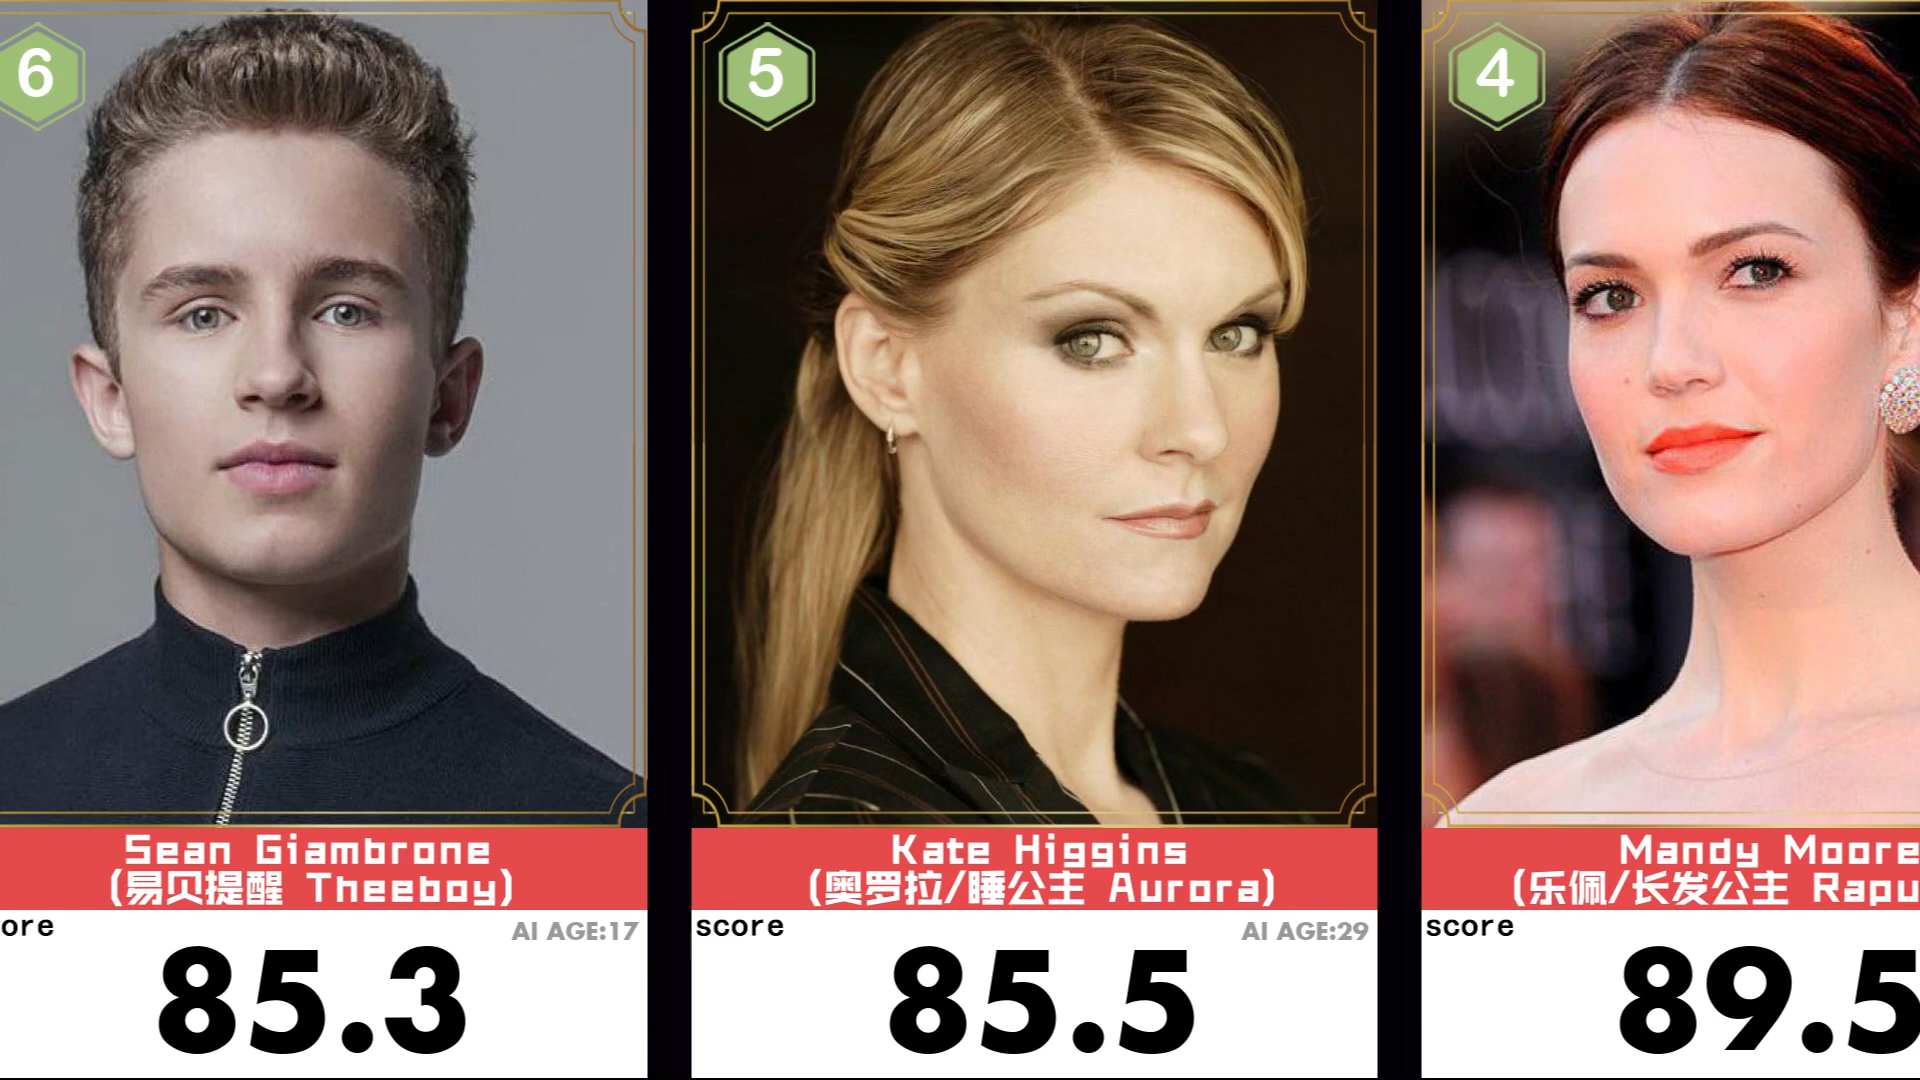 6
Sean Giambrone
(易贝提醒 Theeboy)
ore
AI AGE:17
85.3
5
Kate Higgins
(奥罗拉/睡公主 Aurora)
score
AI AGE:29
85.5
4
Mandy Moore
(乐佩/长发公主 Rapu
score
89.5